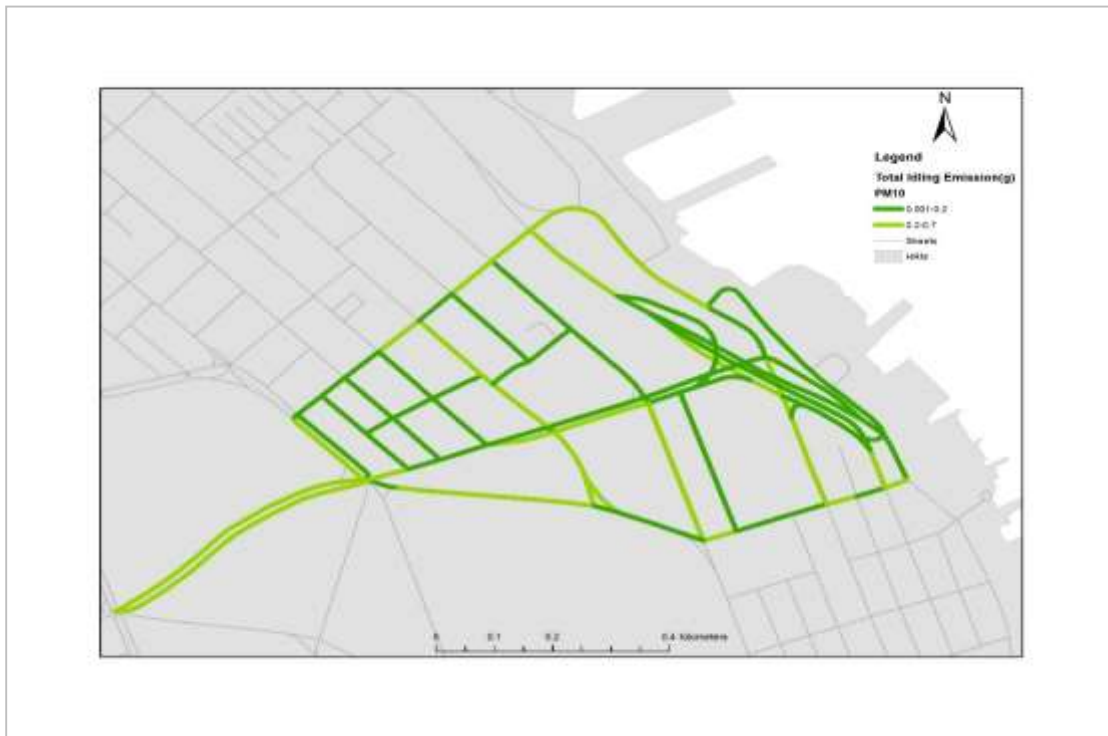 N
Legend
Total Idling Emission(g)
PM10
0.001-0.2
0.2-0.7
Streets
0 0.1 0.2 0.4 Kilometers